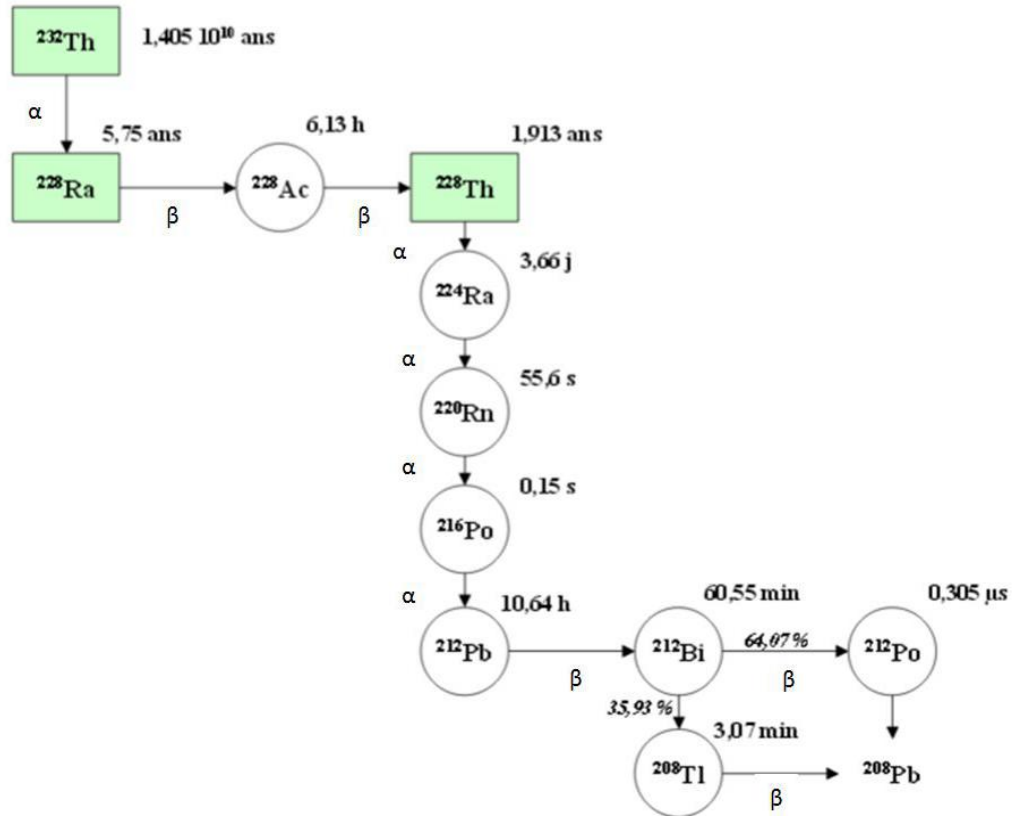 ²³²Th 1,405 10¹⁰ ans
α
5,75 ans 6,13 h 1,913 ans
²²⁸Ra ²²⁸Ac ²²⁸Th
β β
α 3,66 j
²²⁴Ra
α 55,6 s
²²⁰Rn
α 0,15 s
²¹⁶Po
α 10,64 h 60,55 min 0,305 µs
²¹²Pb ²¹²Bi 64,07 % ²¹²Po
β β
35,93 % 3,07 min
²⁰⁸Tl ²⁰⁸Pb
β